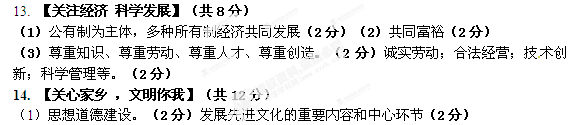 13. 【关注经济 科学发展】（共8分）
（1）公有制为主体，多种所有制经济共同发展（2分）（2）共同富裕（2分）
（3）尊重知识、尊重劳动、尊重人才、尊重创造。（2分）诚实劳动；合法经营；技术创
新；科学管理等。（2分）
14. 【关心家乡 ，文明你我】（共12分）
（1）思想道德建设。（2分）发展先进文化的重要内容和中心环节（2分）